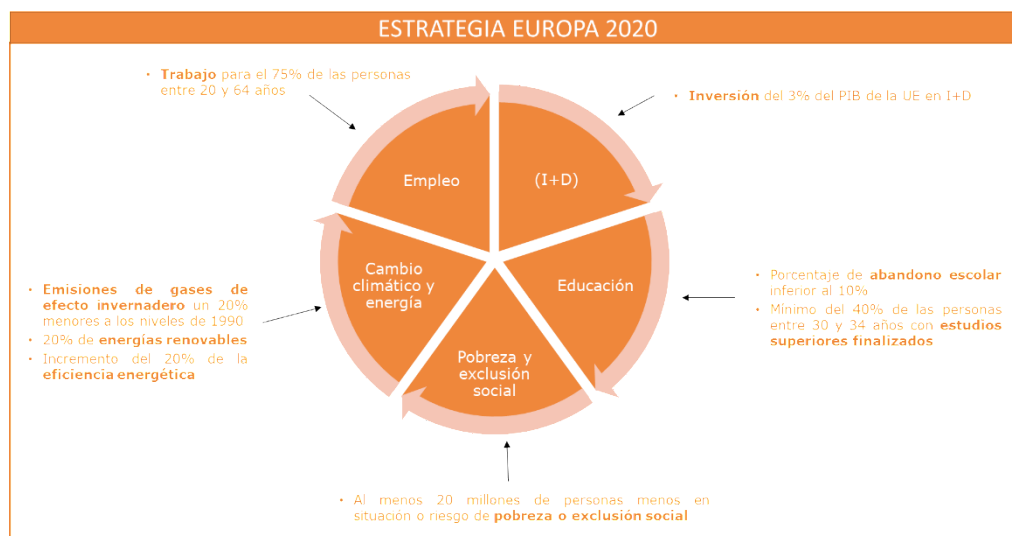 ESTRATEGIA EUROPA 2020
• Trabajo para el 75% de las personas
entre 20 y 64 años
• Inversión del 3% del PIB de la UE en I+D
Empleo
(I+D)
Cambio
climático y
energía
Educación
Pobreza y
exclusión
social
• Emisiones de gases de
efecto invernadero un 20%
menores a los niveles de 1990
• 20% de energías renovables
• Incremento del 20% de la
eficiencia energética
• Porcentaje de abandono escolar
inferior al 10%
• Mínimo del 40% de las personas
entre 30 y 34 años con estudios
superiores finalizados
• Al menos 20 millones de personas menos en
situación o riesgo de pobreza o exclusión social